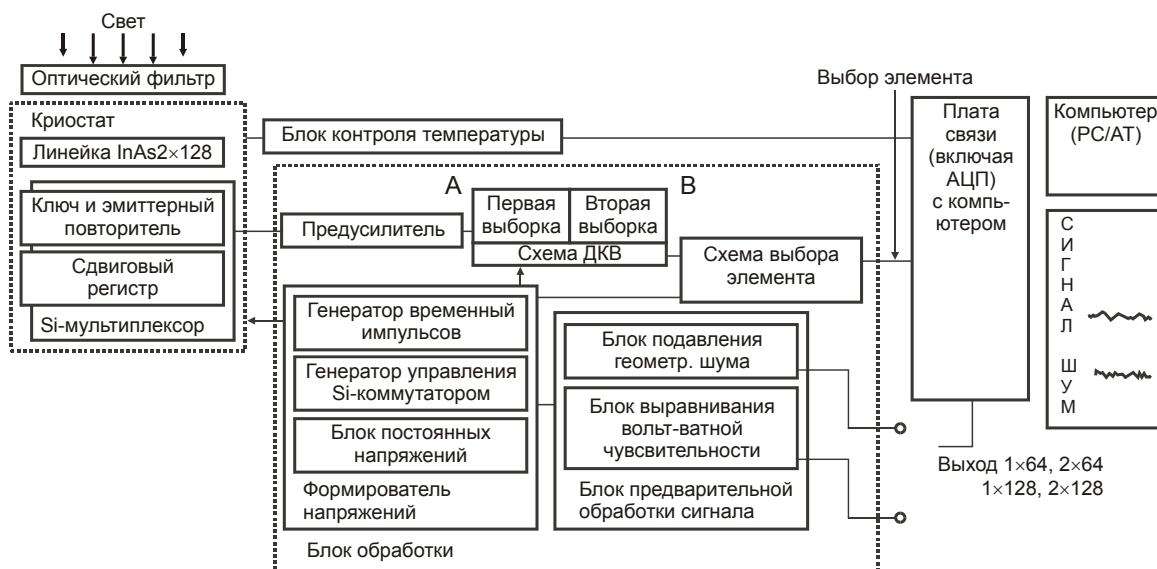 Свет
Оптический фильтр
Криостат
Линейка InAs2×128
Ключ и эмиттерный
повторитель
Сдвиговый
регистр
Si-мультиплексор
Блок контроля температуры
A
B
Предусилитель
Первая
выборка
Вторая
выборка
Схема ДКВ
Схема выбора
элемента
Генератор временный
импульсов
Генератор управления
Si-коммутатором
Блок постоянных
напряжений
Формирователь
напряжений
Блок подавления
геометр. шума
Блок выравнивания
вольт-ватной
чувсвительности
Блок предварительной
обработки сигнала
Блок обработки
Выбор элемента
Плата
связи
(включая
АЦП)
с компь-
ютером
Выход 1×64, 2×64
1×128, 2×128
Компьютер
(PC/AT)
С
И
Г
Н
А
Л
Ш
У
М